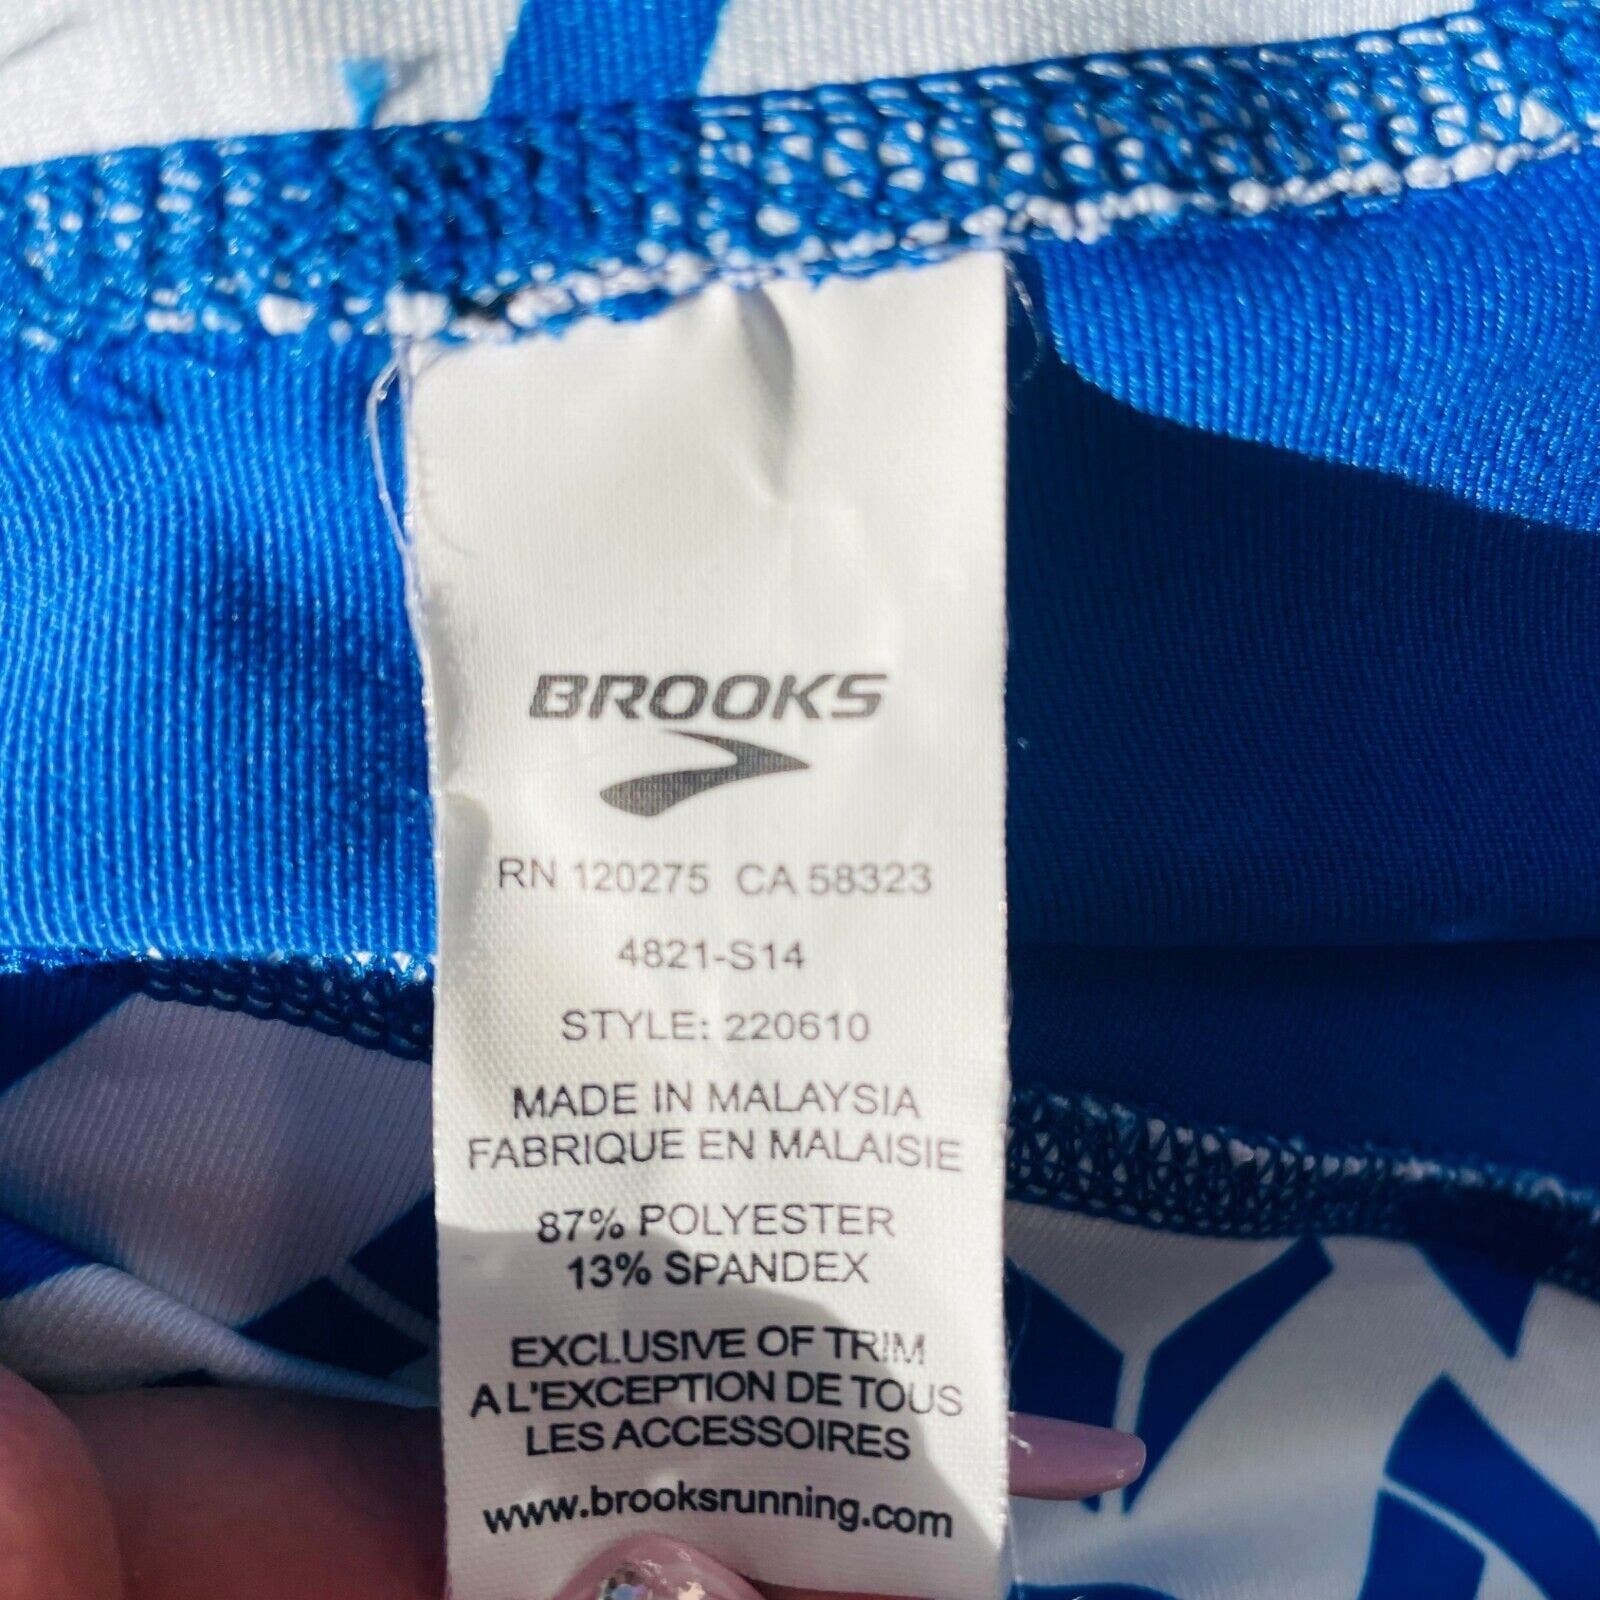 BROOKS
RN 120275 CA 58323
4821-S14
STYLE: 220610
MADE IN MALAYSIA
FABRIQUE EN MALAISIE
87% POLYESTER
13% SPANDEX
EXCLUSIVE OF TRIM
A L'EXCEPTION DE TOUS
LES ACCESSOIRES
www.brooksrunning.com